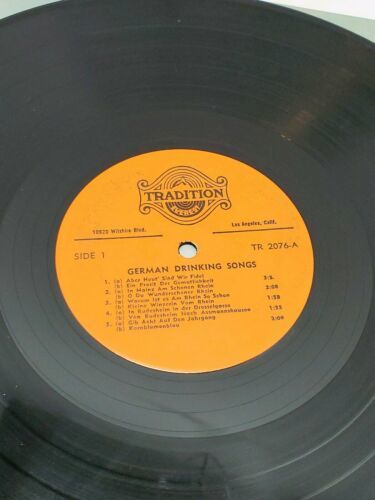 TRADITION
10920 Wilshire Blvd.
Los Angeles, Calif.
SIDE 1
TR 2076-A
GERMAN DRINKING SONGS
1. (a) Aber Heut' Sind Wir Fidel
(b) Ein Prosit Der Gemutlichkeit
2. (a) In Mainz Am Schonen Rhein 2:08
(b) O Du Wunderschoner Rhein
3. (a) Warum Ist es Am Rhein So Schon 1:58
(b) Kleine Winzerin Vom Rhein
4. (a) In Rudesheim in der Drosselgasse 1:52
(b) Von Rudesheim Nach Assmannshausen
5. (a) Gib Acht Auf Den Jahrgang 2:09
(b) Kornblumenblau